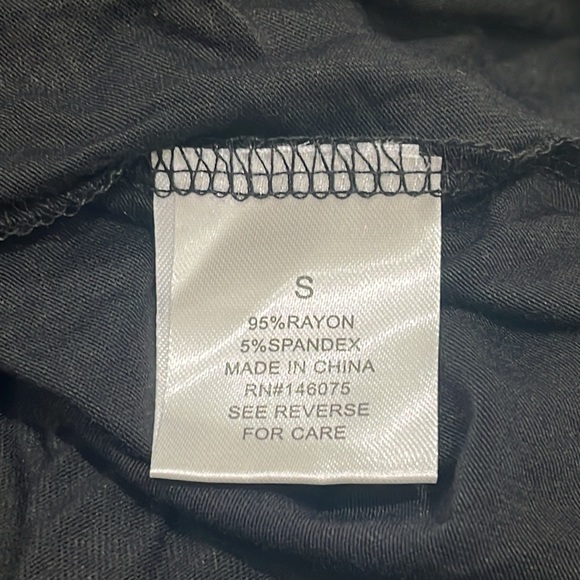 S
95%RAYON
5%SPANDEX
MADE IN CHINA
RN#146075
SEE REVERSE
FOR CARE